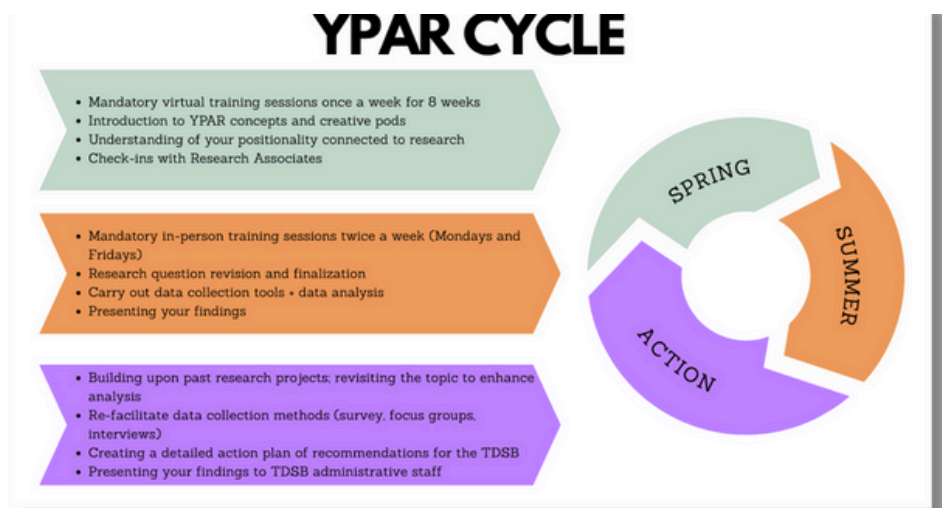 YPAR CYCLE
• Mandatory virtual training sessions once a week for 8 weeks
• Introduction to YPAR concepts and creative pods
• Understanding of your positionality connected to research
• Check-ins with Research Associates
• Mandatory in-person training sessions twice a week (Mondays and
Fridays)
• Research question revision and finalization
• Carry out data collection tools + data analysis
• Presenting your findings
• Building upon past research projects; revisiting the topic to enhance
analysis
• Re-facilitate data collection methods (survey, focus groups,
interviews)
• Creating a detailed action plan of recommendations for the TDSB
• Presenting your findings to TDSB administrative staff
SPRING
SUMMER
ACTION